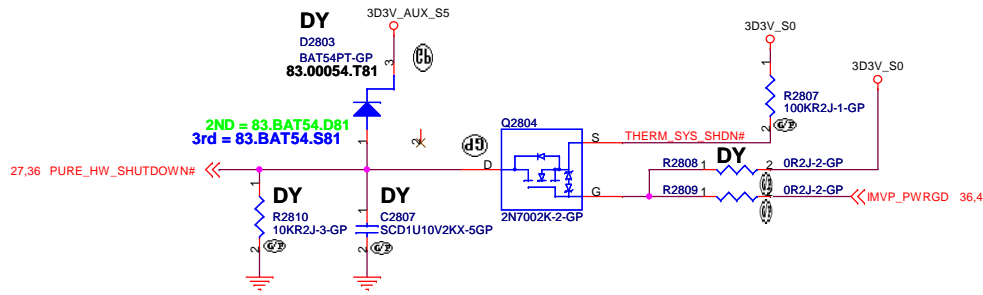 DY
D2803
BAT54PT-GP
83.00054.T81
3D3V_AUX_S5
3
2ND = 83.BAT54.D81
3rd = 83.BAT54.S81
1
2
27,36 PURE_HW_SHUTDOWN#
1
DY
R2810
10KR2J-3-GP
2
G/P
1
DY
C2807
SCD1U10V2KX-5GP
2
G/P
GP
Q2804
D
S
G
2N7002K-2-GP
THERM_SYS_SHDN#
3D3V_S0
1
R2807
100KR2J-1-GP
2
G/P
3D3V_S0
R2808
1
DY
2
0R2J-2-GP
G/P
R2809
1
2
0R2J-2-GP
G/P
IMVP_PWRGD 36,4